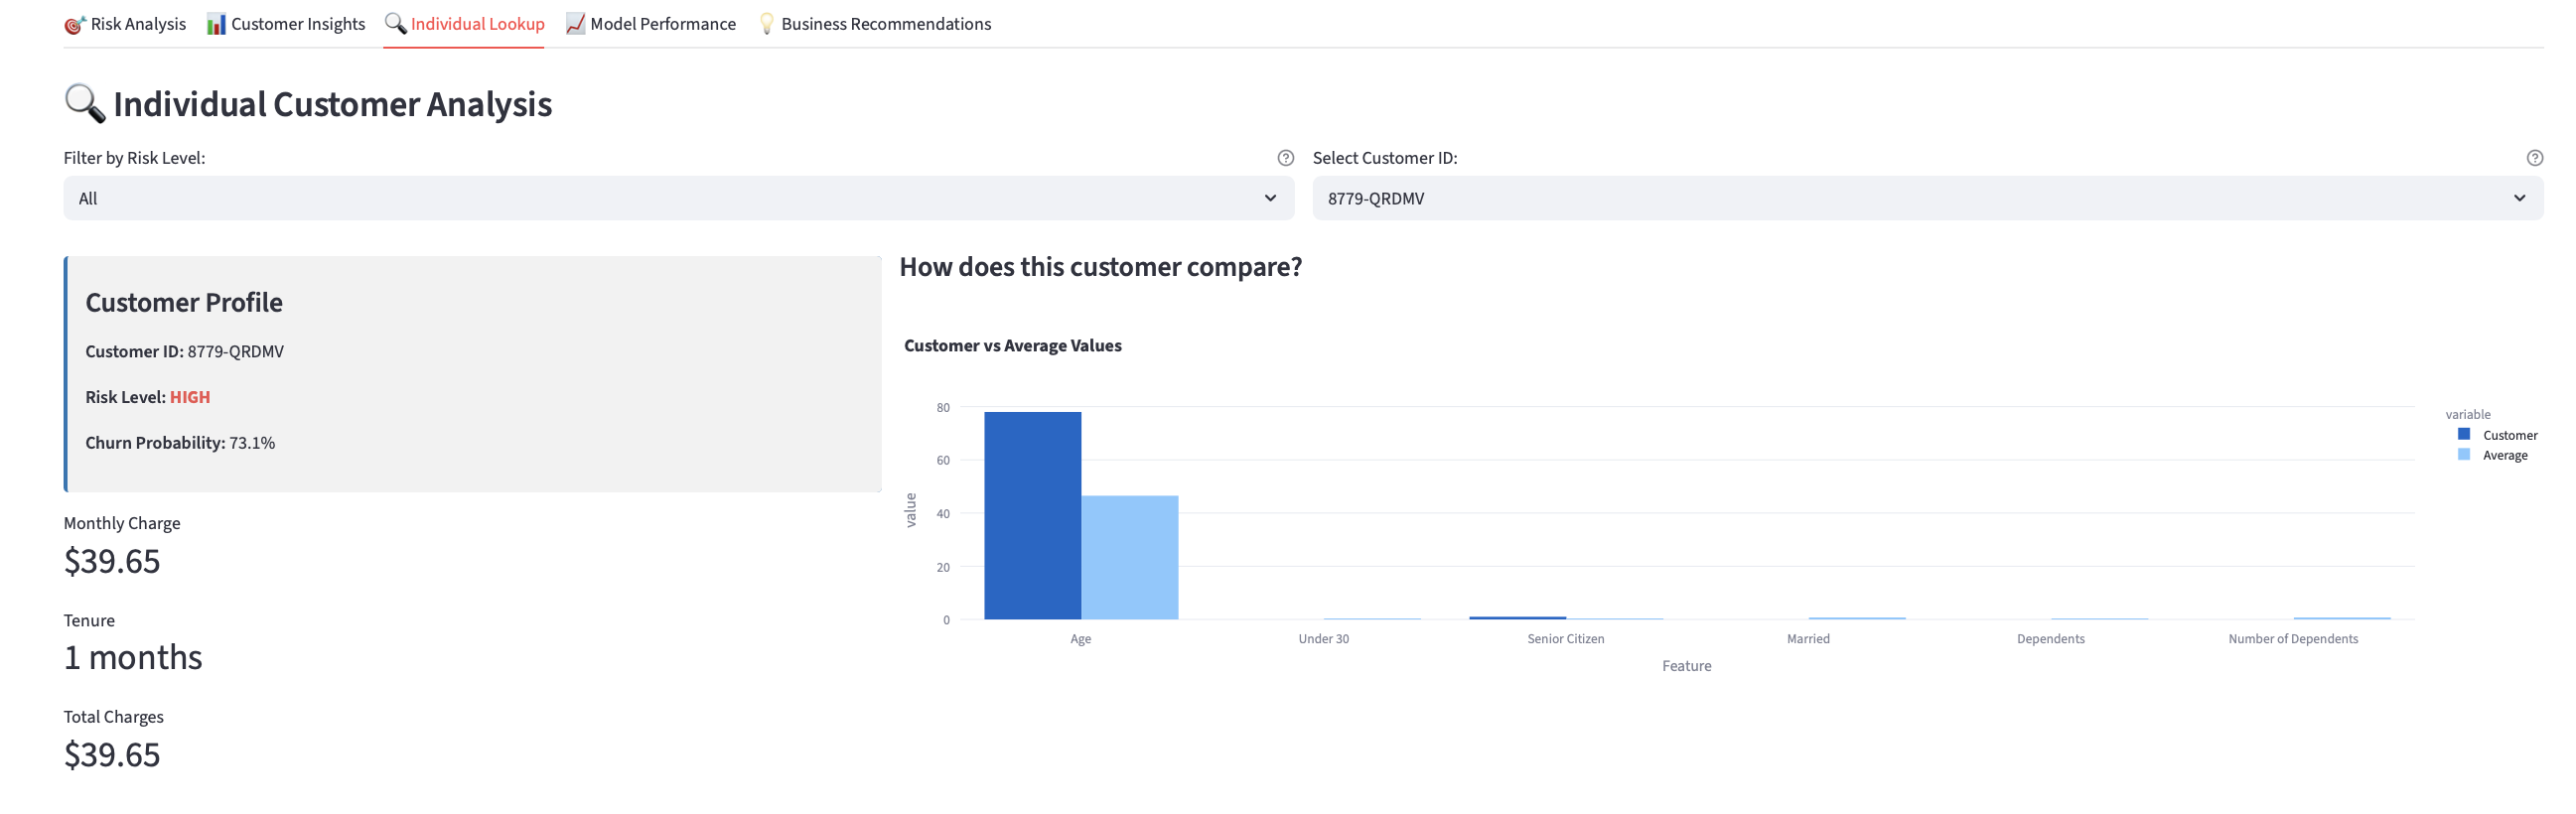 Risk Analysis Customer Insights Individual Lookup Model Performance Business Recommendations
Individual Customer Analysis
Filter by Risk Level:
All
Select Customer ID:
8779-QRDMV
Customer Profile
Customer ID: 8779-QRDMV
Risk Level: HIGH
Churn Probability: 73.1%
Monthly Charge
$39.65
Tenure
1 months
Total Charges
$39.65
How does this customer compare?
Customer vs Average Values
80
60
40
20
0
value
Age Under 30 Senior Citizen Married Dependents Number of Dependents
Feature
variable
Customer
Average